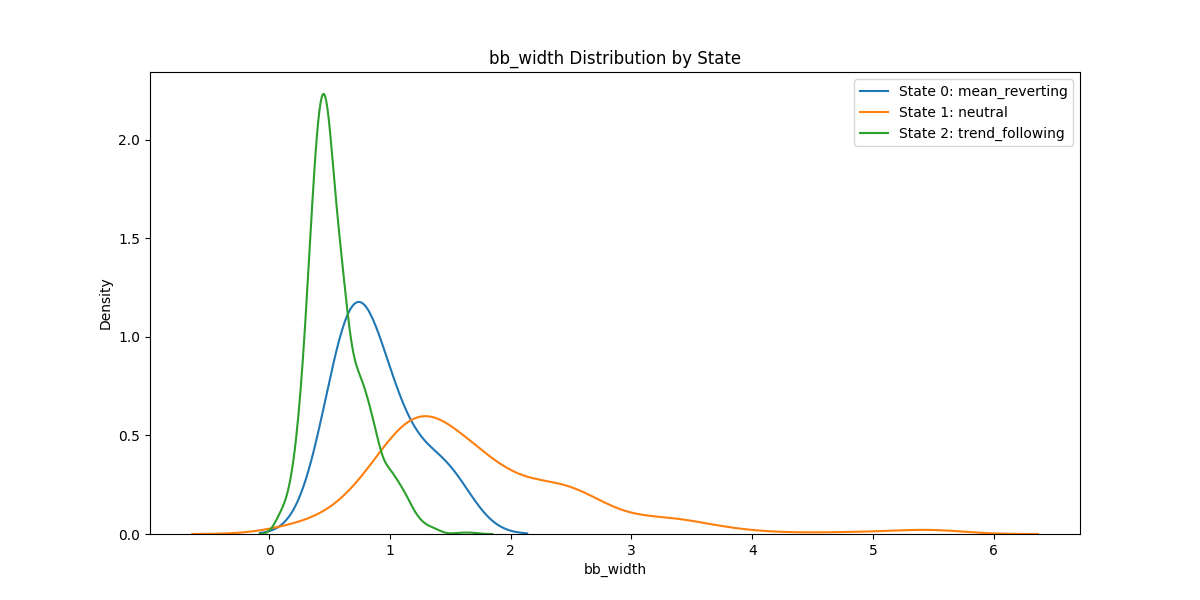 bb_width Distribution by State
State 0: mean_reverting
State 1: neutral
State 2: trend_following
Density
2.0
1.5
1.0
0.5
0.0
0 1 2 3 4 5 6
bb_width